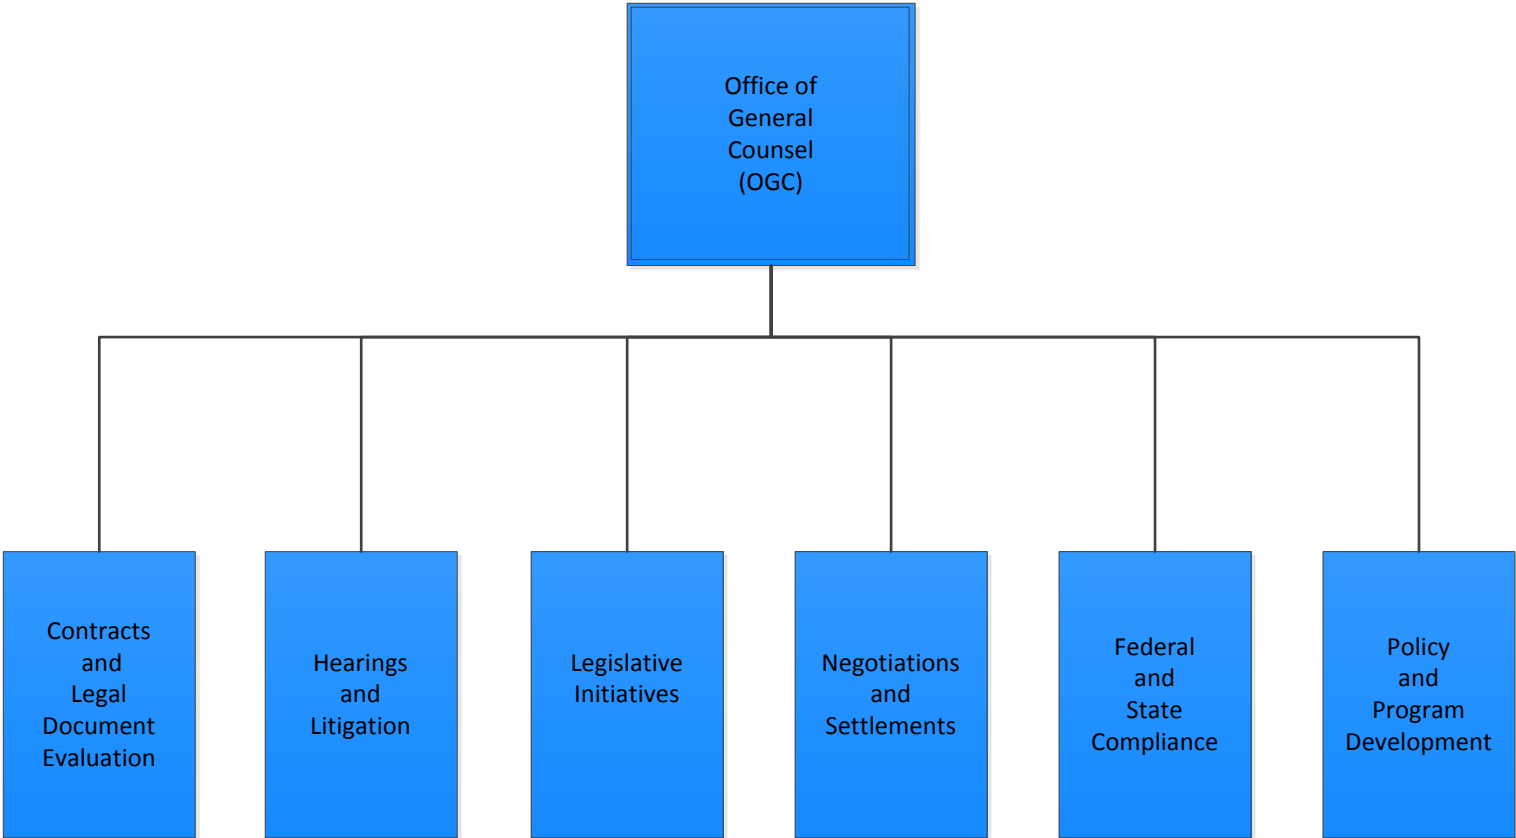 Office of
General
Counsel
(OGC)
Contracts
and
Legal
Document
Evaluation
Hearings
and
Litigation
Legislative
Initiatives
Negotiations
and
Settlements
Federal
and
State
Compliance
Policy
and
Program
Development